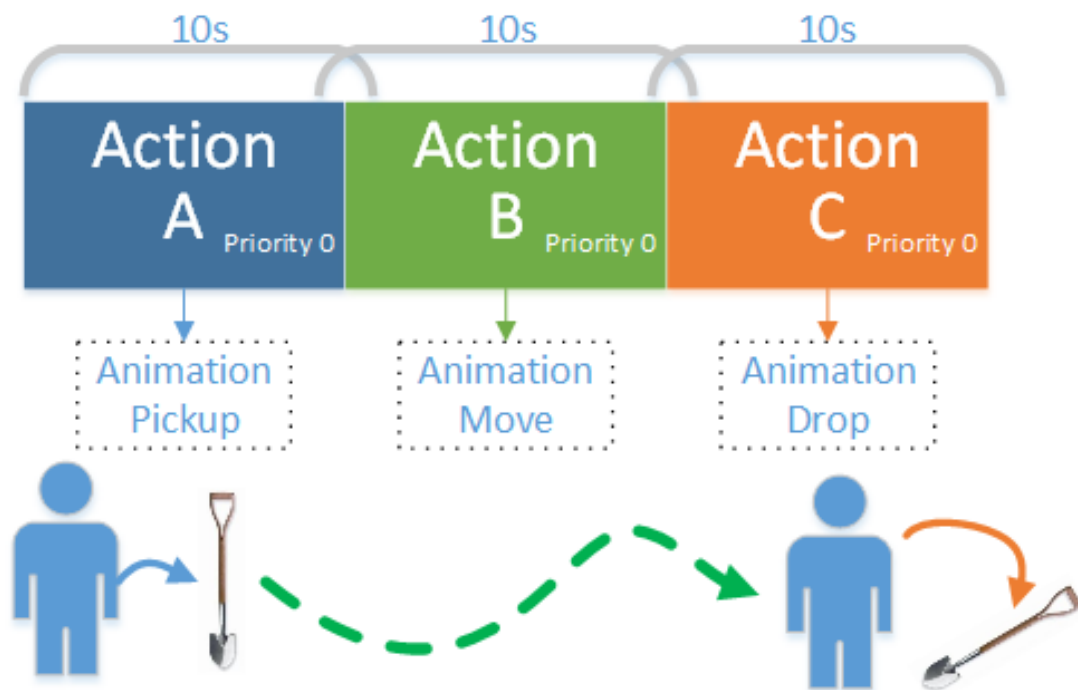 10s
10s
10s
Action
A
Priority 0
Action
B
Priority 0
Action
C
Priority 0
Animation
Pickup
Animation
Move
Animation
Drop